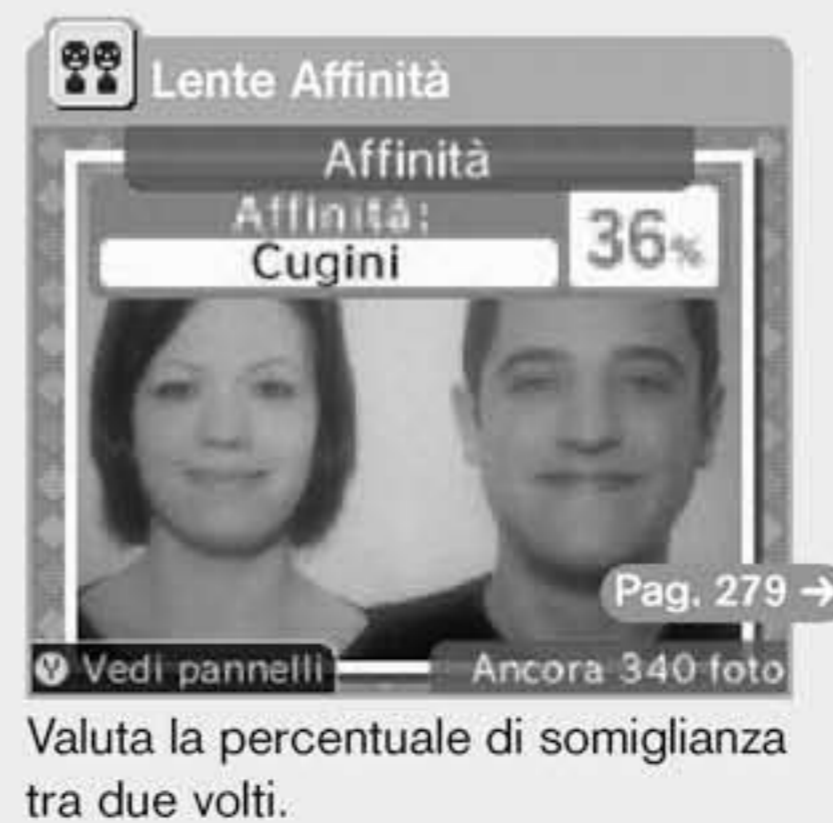 Lente Affinità
Affinità
Affinità:
Cugini
36%
Pag. 279 →
Y Vedi pannelli
Ancora 340 foto
Valuta la percentuale di somiglianza
tra due volti.